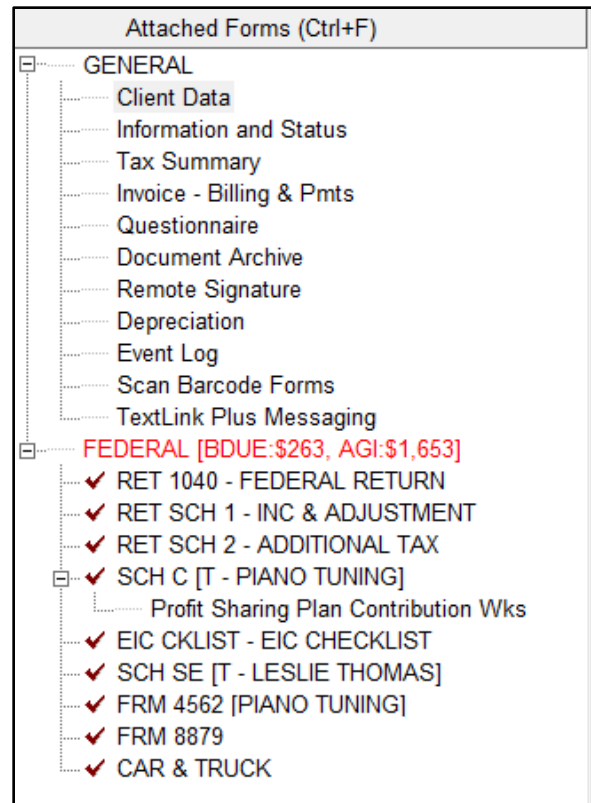 Attached Forms (Ctrl+F)
GENERAL
Client Data
Information and Status
Tax Summary
Invoice - Billing & Pmts
Questionnaire
Document Archive
Remote Signature
Depreciation
Event Log
Scan Barcode Forms
TextLink Plus Messaging
FEDERAL [BDUE:$263, AGI:$1,653]
RET 1040 - FEDERAL RETURN
RET SCH 1 - INC & ADJUSTMENT
RET SCH 2 - ADDITIONAL TAX
SCH C [T - PIANO TUNING]
Profit Sharing Plan Contribution Wks
EIC CKLIST - EIC CHECKLIST
SCH SE [T - LESLIE THOMAS]
FRM 4562 [PIANO TUNING]
FRM 8879
CAR & TRUCK